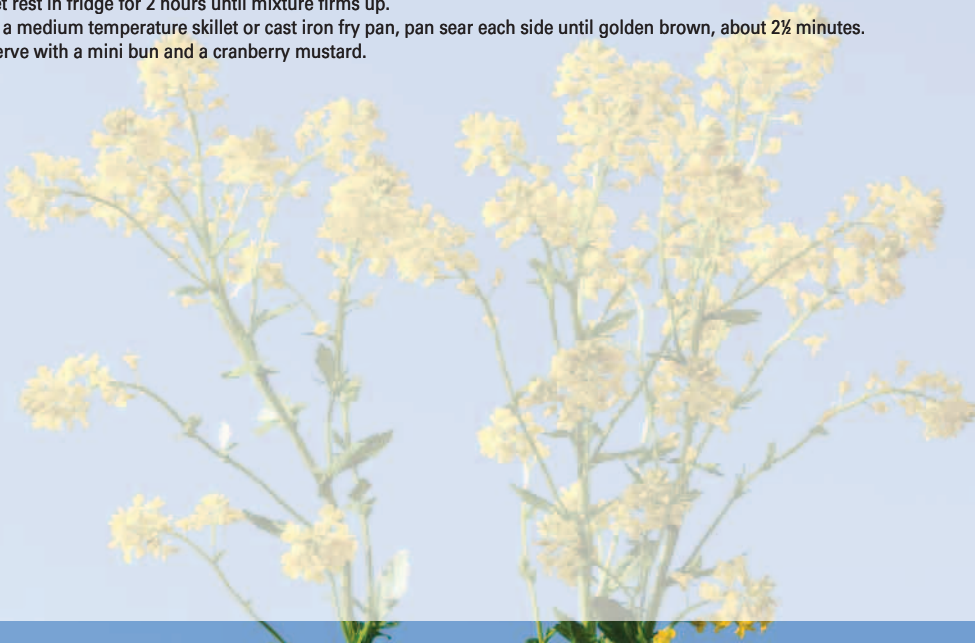 et rest in fridge for 2 hours until mixture firms up.
a medium temperature skillet or cast iron fry pan, pan sear each side until golden brown, about 2½ minutes.
erve with a mini bun and a cranberry mustard.